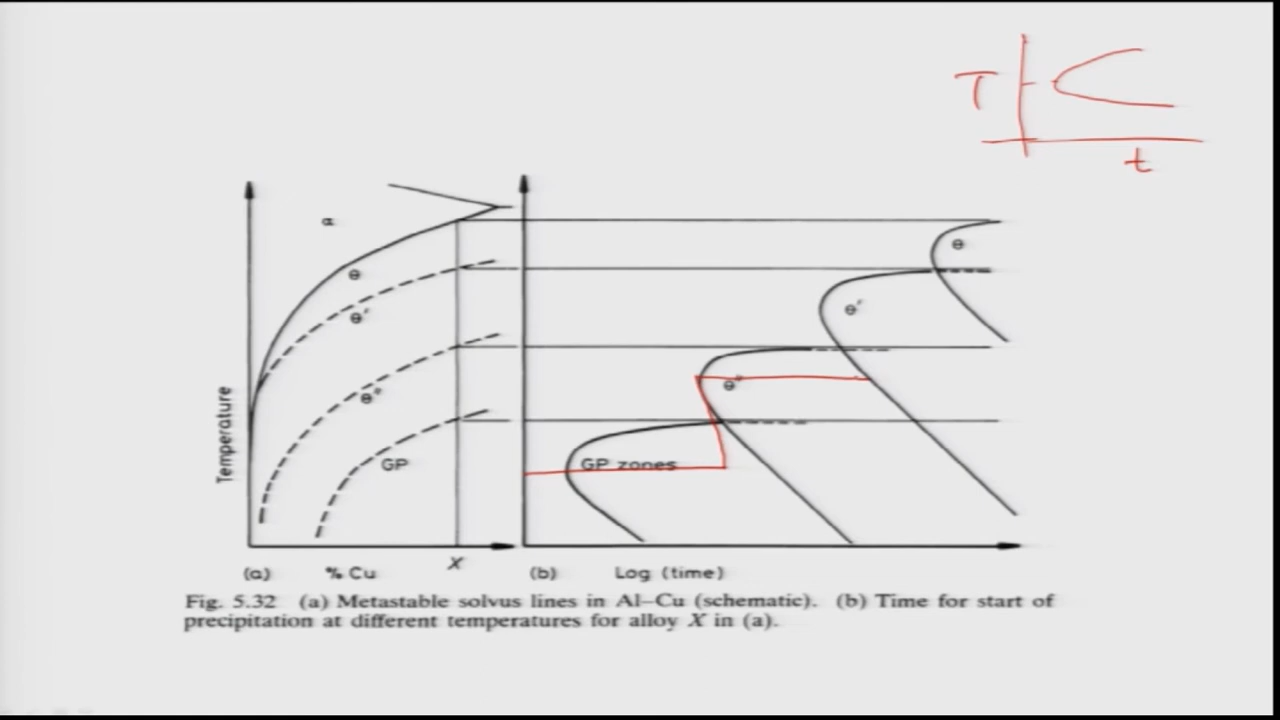 T
t
α
θ
θ'
θ"
GP
Temperature
θ
θ'
θ"
GP zones
X
(a) % Cu
(b) Log (time)
Fig. 5.32 (a) Metastable solvus lines in Al–Cu (schematic). (b) Time for start of
precipitation at different temperatures for alloy X in (a).